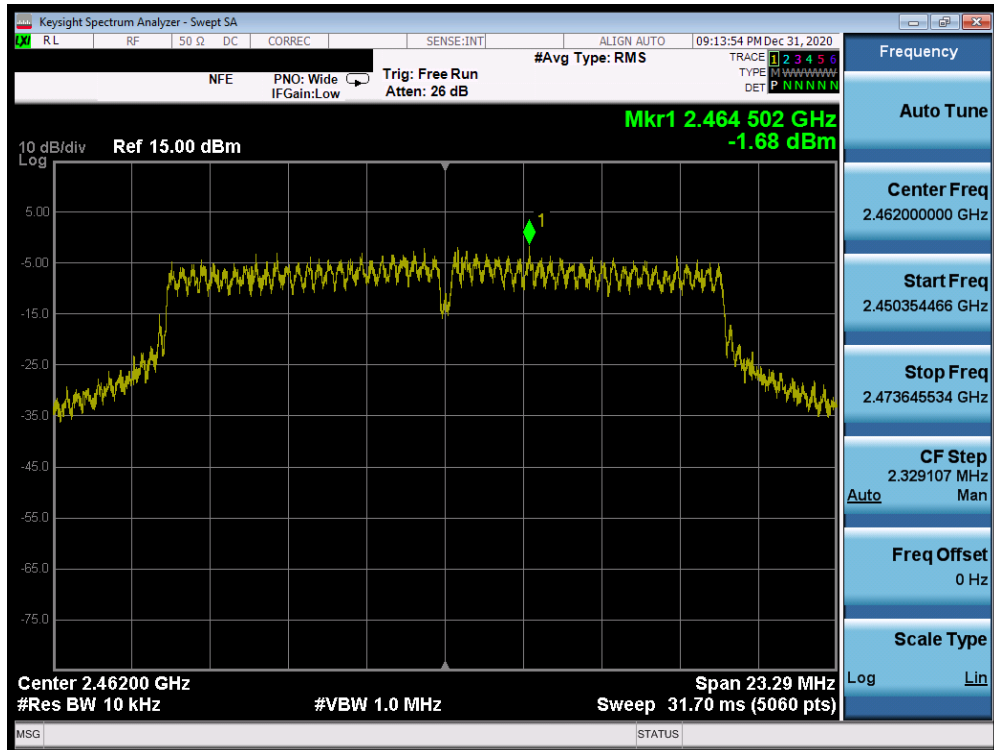 Keysight Spectrum Analyzer - Swept SA
LXI RL RF 50 Ω DC CORREC SENSE:INT ALIGN AUTO 09:13:54 PM Dec 31, 2020
NFE PNO: Wide Trig: Free Run #Avg Type: RMS TRACE 1 2 3 4 5 6
IFGain:Low Atten: 26 dB TYPE M WWWWW
DET P N N N N N
Frequency
Mkr1 2.464 502 GHz
-1.68 dBm
10 dB/div Ref 15.00 dBm
Log
5.00
-5.00
-15.0
-25.0
-35.0
-45.0
-55.0
-65.0
-75.0
1
Center 2.46200 GHz Span 23.29 MHz
#Res BW 10 kHz #VBW 1.0 MHz Sweep 31.70 ms (5060 pts)
MSG STATUS
Auto Tune
Center Freq
2.462000000 GHz
Start Freq
2.450354466 GHz
Stop Freq
2.473645534 GHz
CF Step
2.329107 MHz
Auto Man
Freq Offset
0 Hz
Scale Type
Log Lin